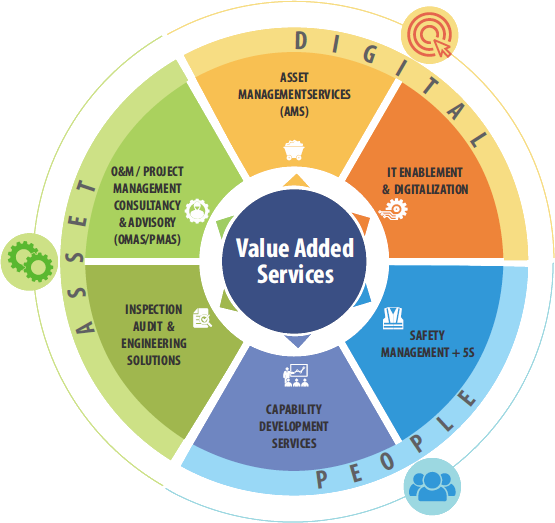 DIGITAL
ASSET
MANAGEMENTSERVICES
(AMS)
IT ENABLEMENT
& DIGITALIZATION
O&M / PROJECT
MANAGEMENT
CONSULTANCY
& ADVISORY
(OMAS/PMAS)
ASSET
Value Added
Services
INSPECTION
AUDIT &
ENGINEERING
SOLUTIONS
SAFETY
MANAGEMENT + 5S
CAPABILITY
DEVELOPMENT
SERVICES
PEOPLE